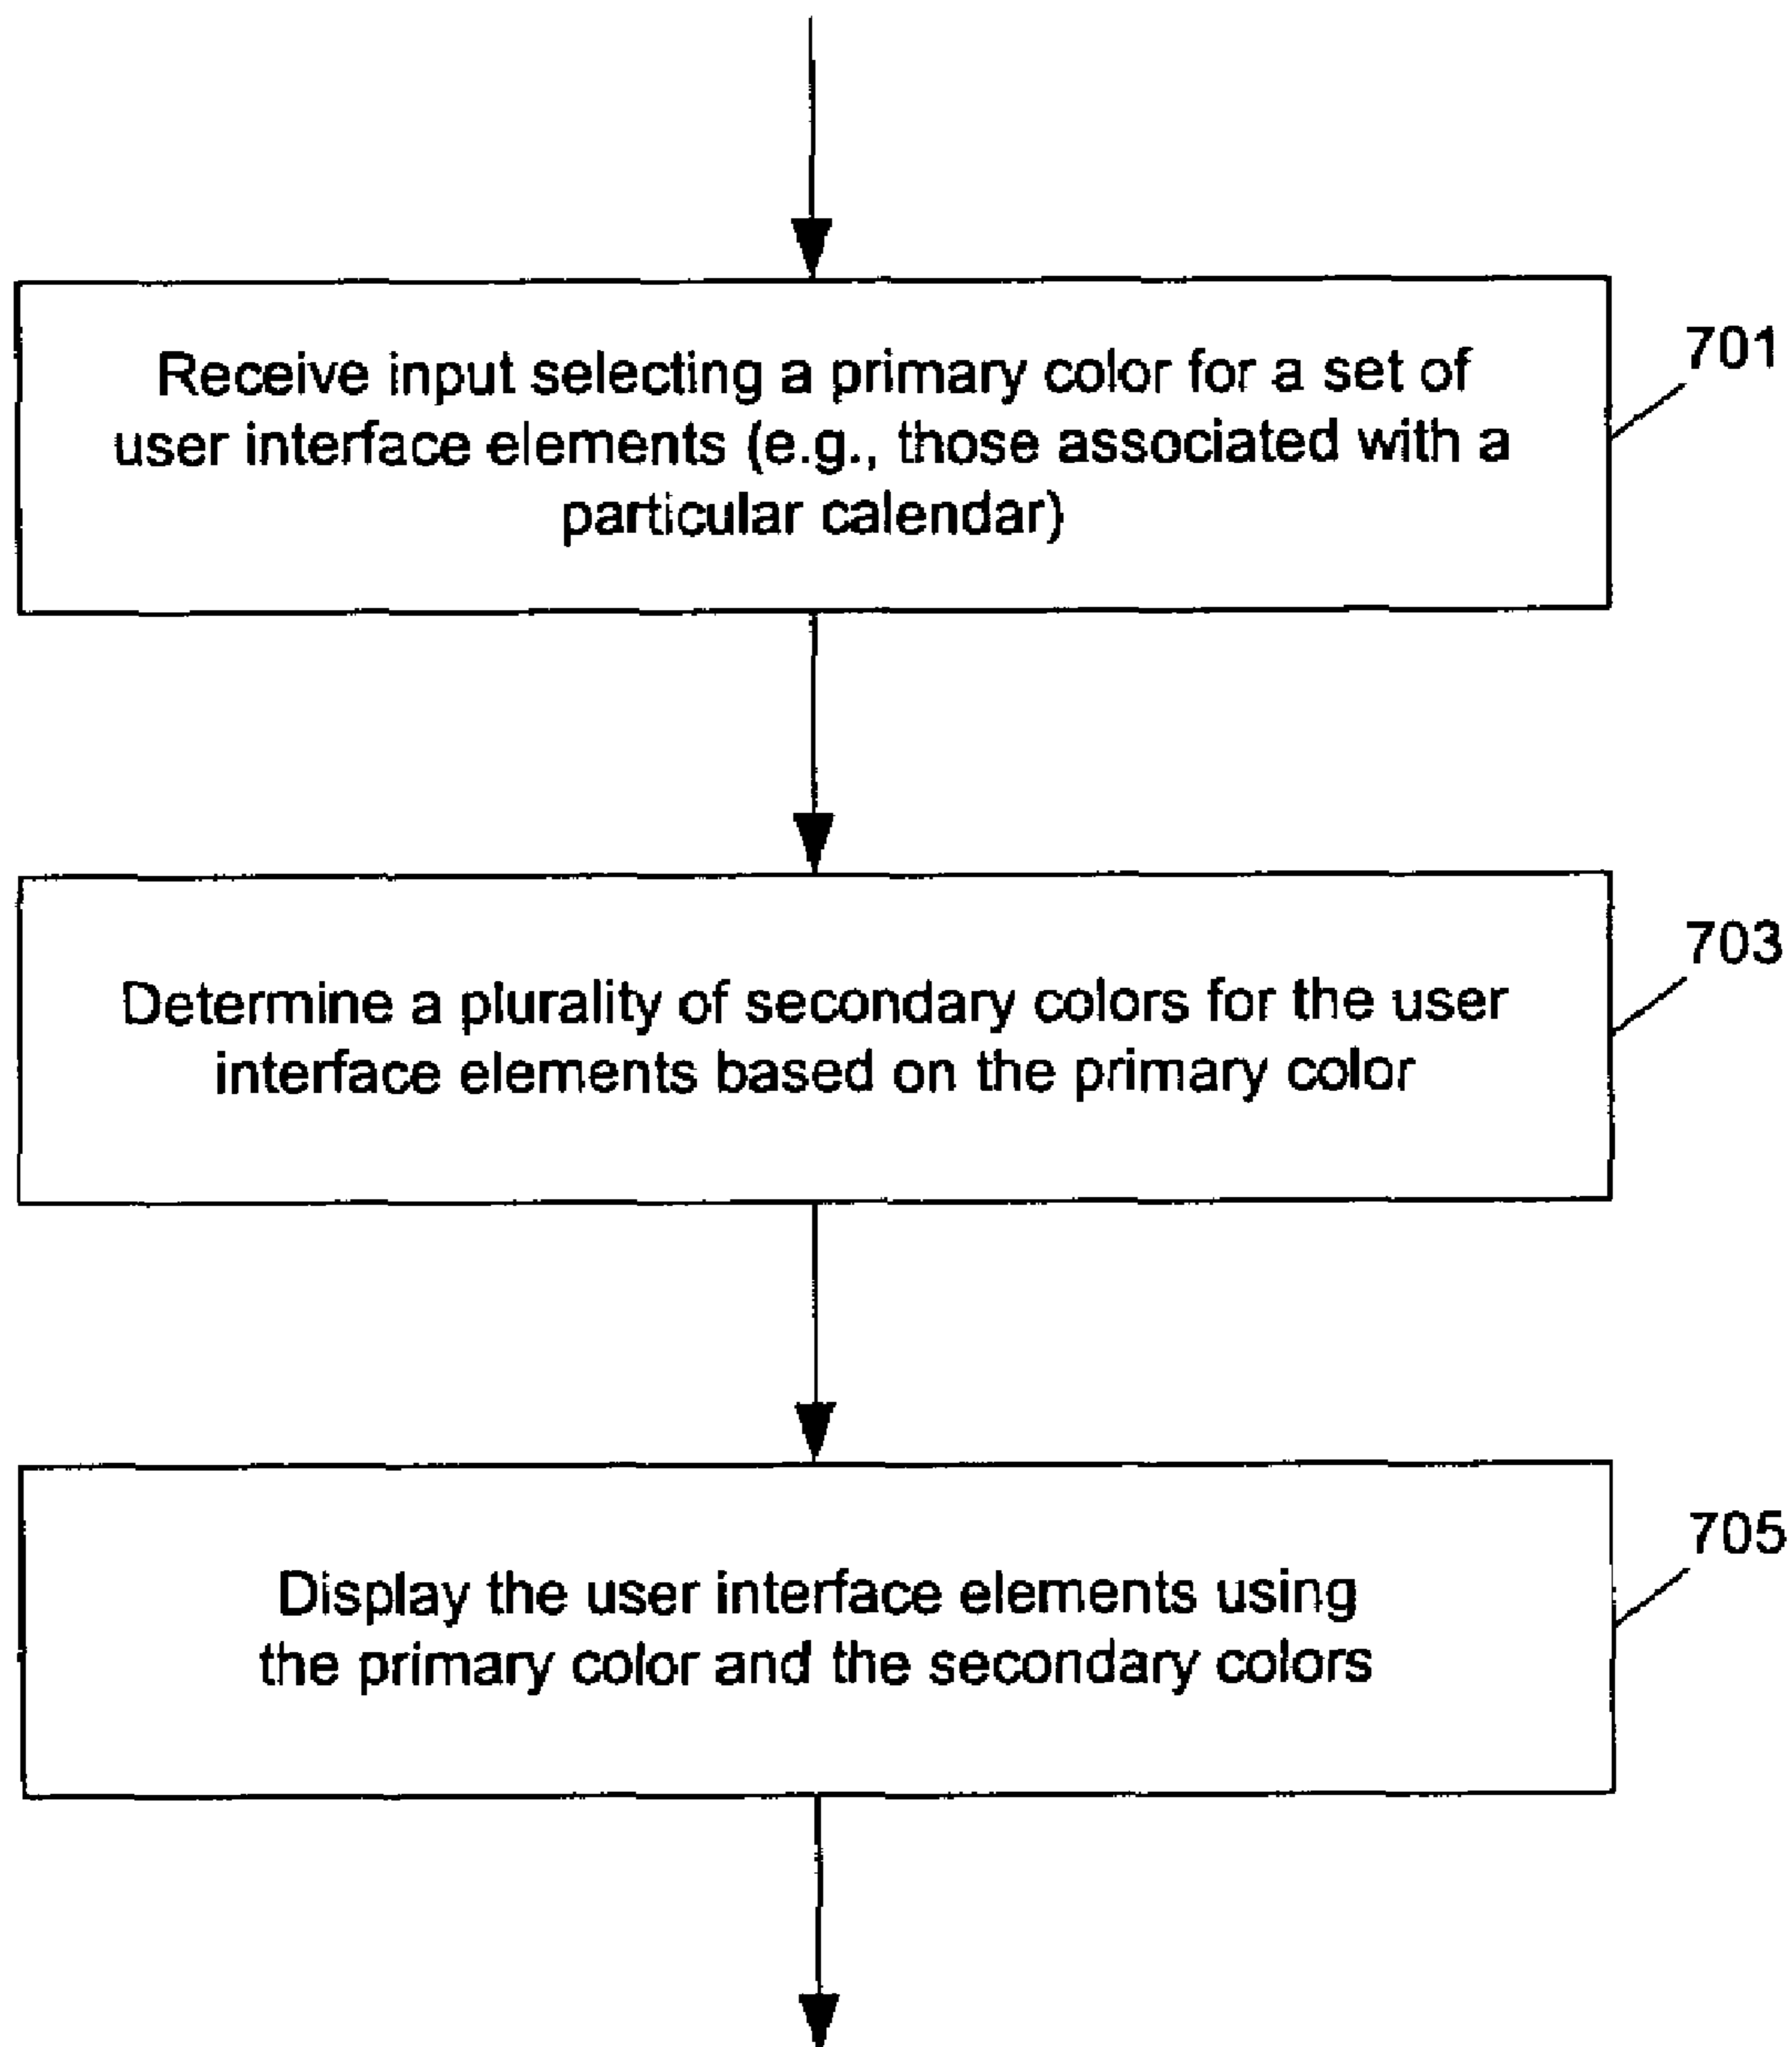 Receive input selecting a primary color for a set of
user interface elements (e.g., those associated with a
particular calendar)
701
Determine a plurality of secondary colors for the user
interface elements based on the primary color
703
Display the user interface elements using
the primary color and the secondary colors
705